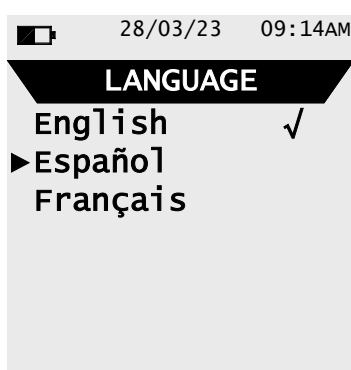 28/03/23 09:14AM
LANGUAGE
English √
►Español
Français